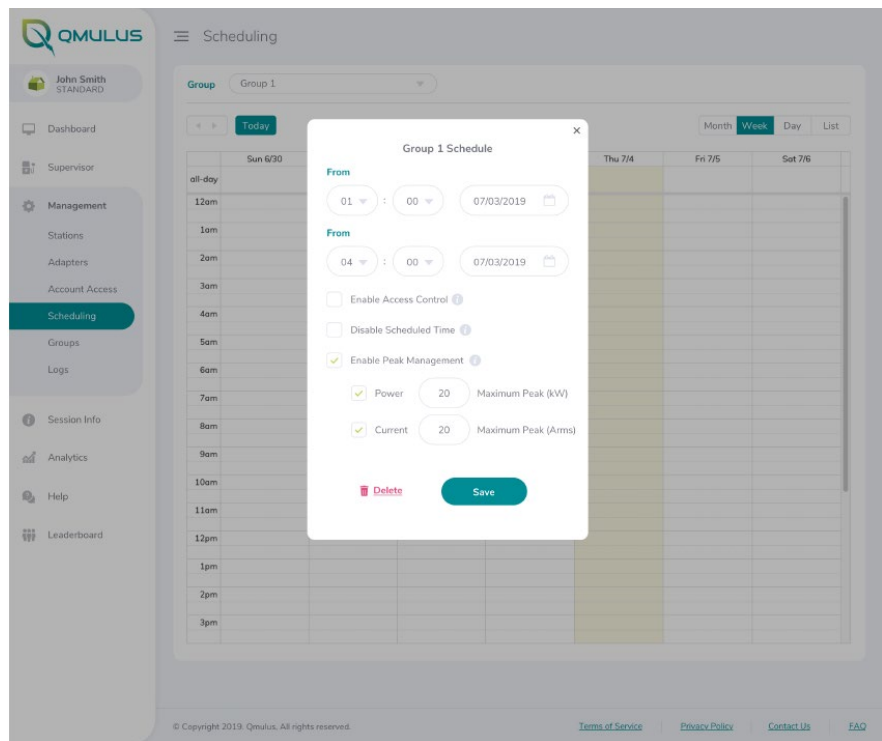 QMULUS
Scheduling
John Smith
STANDARD
Dashboard
Supervisor
Management
Stations
Adapters
Account Access
Scheduling
Groups
Logs
Session Info
Analytics
Help
Leaderboard
Group Group 1
Today
Month Week Day List
Sun 6/30 Thu 7/4 Fri 7/5 Sat 7/6
all-day
12am
1am
2am
3am
4am
5am
6am
7am
8am
9am
10am
11am
12pm
1pm
2pm
3pm
×
Group 1 Schedule
From
01 : 00 07/03/2019
From
04 : 00 07/03/2019
Enable Access Control i
Disable Scheduled Time i
Enable Peak Management i
Power 20 Maximum Peak (kW)
Current 20 Maximum Peak (Arms)
Delete Save
© Copyright 2019. Qmulus, All rights reserved. Terms of Service Privacy Policy Contact Us FAQ